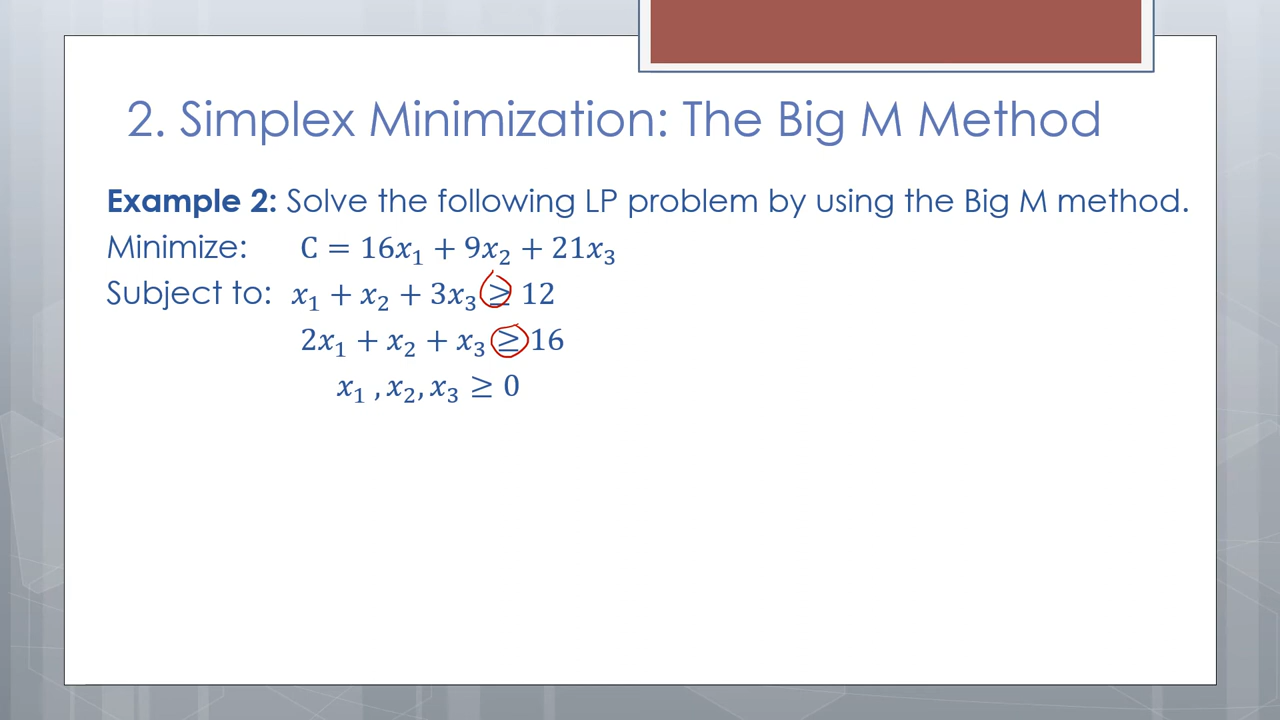 2. Simplex Minimization: The Big M Method
Example 2: Solve the following LP problem by using the Big M method.
Minimize: C = 16x₁ + 9x₂ + 21x₃
Subject to: x₁ + x₂ + 3x₃ ≥ 12
2x₁ + x₂ + x₃ ≥ 16
x₁ , x₂, x₃ ≥ 0